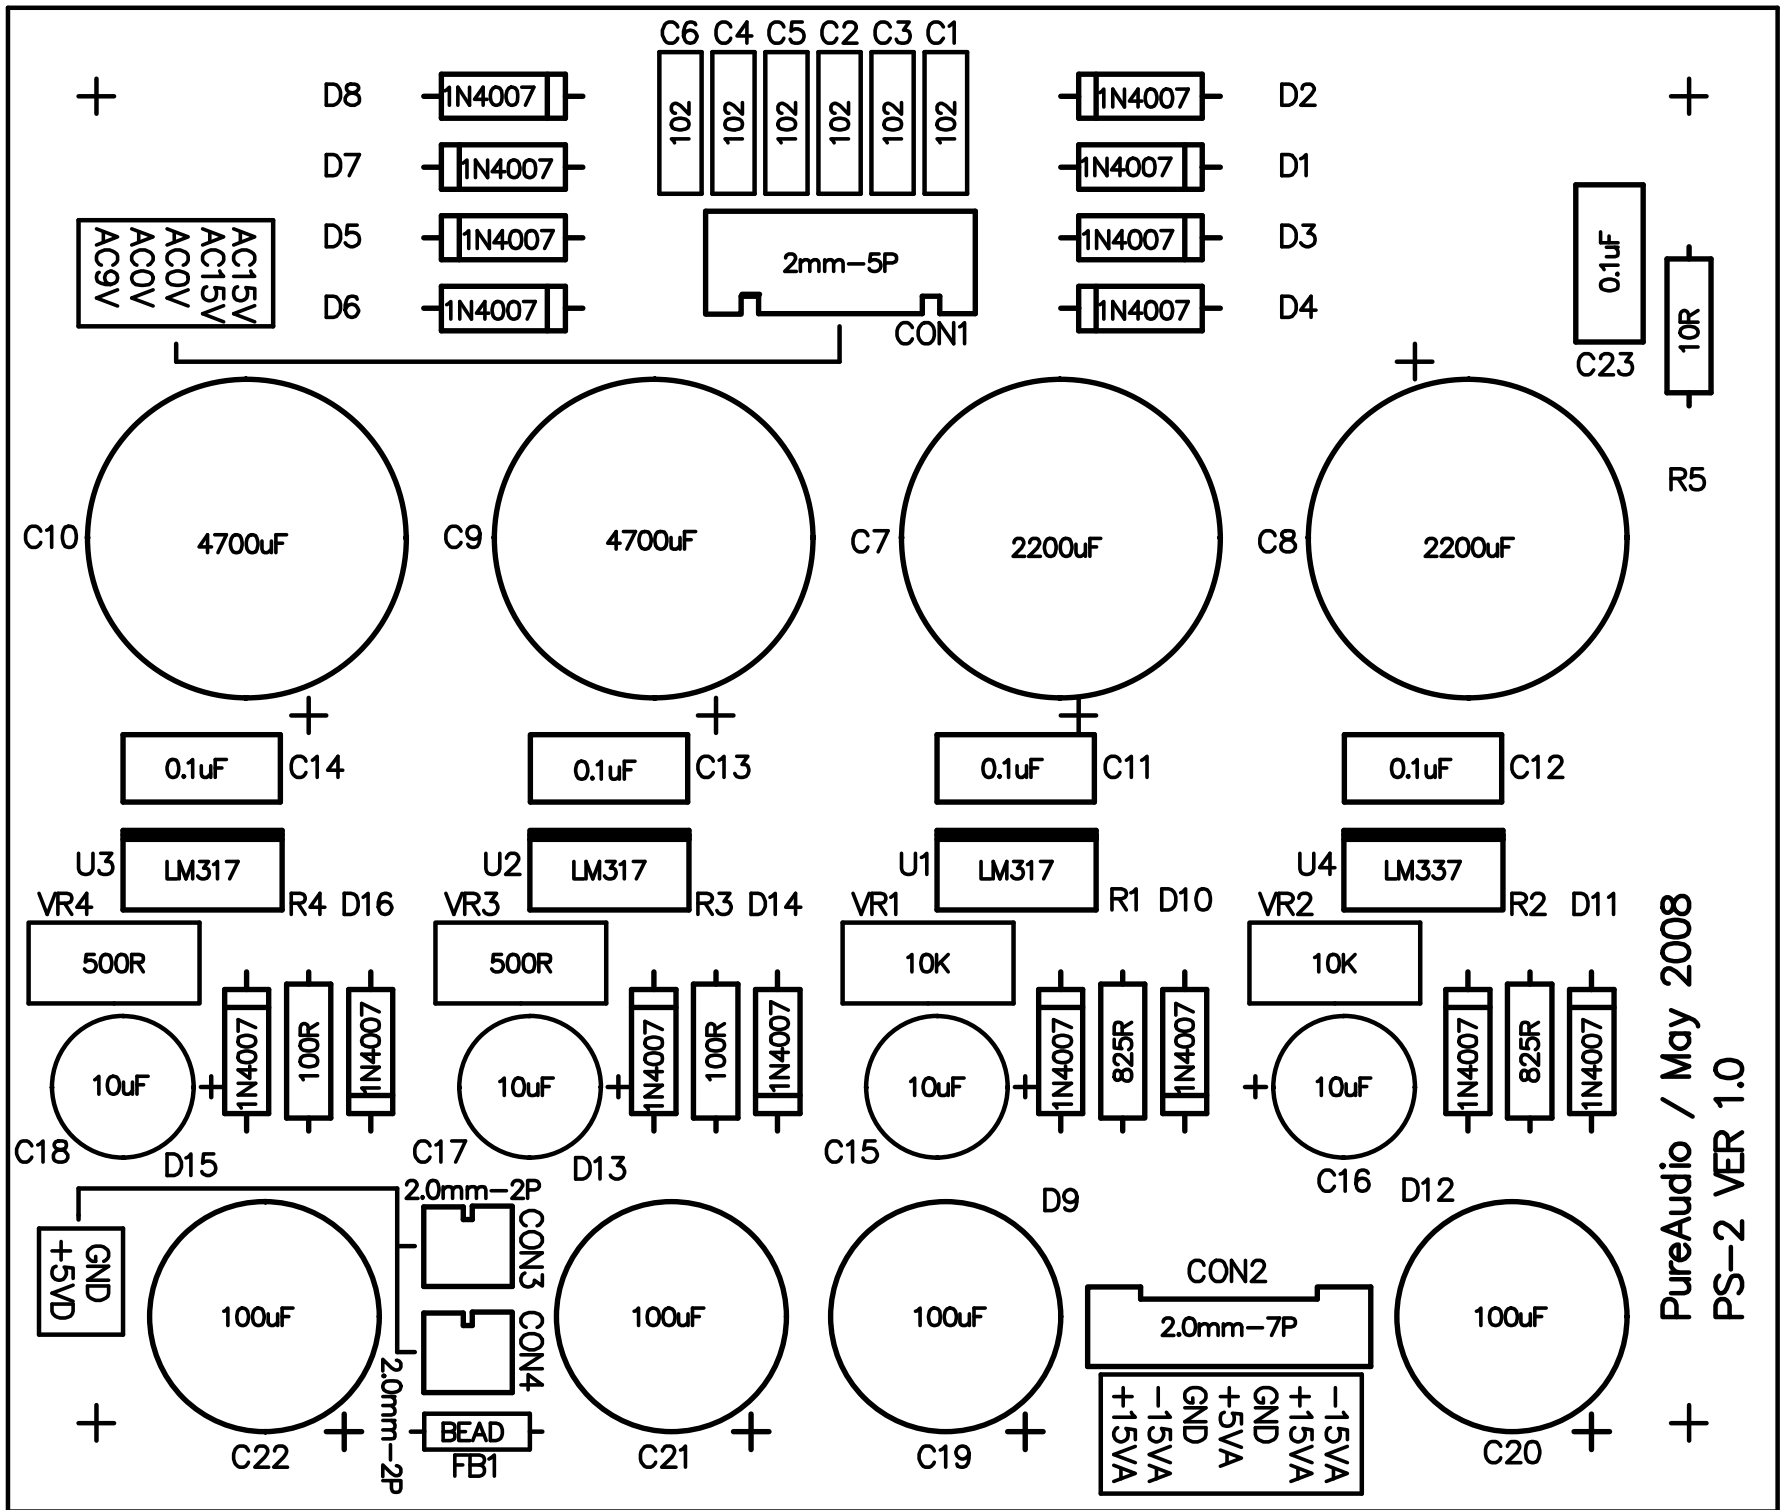 C6 C4 C5 C2 C3 C1
102 102 102 102 102 102
D8 1N4007
D7 1N4007
D5 1N4007
D6 1N4007
1N4007 D2
1N4007 D1
1N4007 D3
1N4007 D4
AC15V
AC15V
AC0V
AC0V
AC9V
2mm-5P
CON1
0.1uF
C23
10R
R5
C10 4700uF
C9 4700uF
C7 2200uF
C8 2200uF
0.1uF C14
0.1uF C13
0.1uF C11
0.1uF C12
U3 LM317
U2 LM317
U1 LM317
U4 LM337
VR4 R4 D16
VR3 R3 D14
VR1 R1 D10
VR2 R2 D11
500R
500R
10K
10K
10uF 1N4007 100R 1N4007
10uF 1N4007 100R 1N4007
10uF 1N4007 825R 1N4007
10uF 1N4007 825R 1N4007
C18 D15
C17 D13
C15 D9
C16 D12
GND
+5VD
100uF
C22
2.0mm-2P
CON3
CON4
2.0mm-2P
BEAD
FB1
100uF
C21
100uF
C19
CON2
2.0mm-7P
-15VA
+15VA
GND
+5VA
GND
-15VA
+15VA
100uF
C20
PureAudio / May 2008
PS-2 VER 1.0